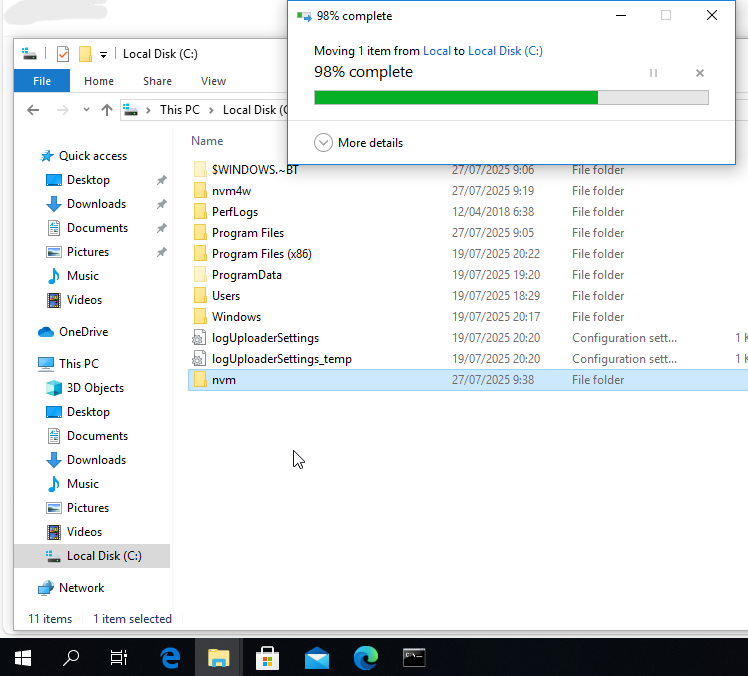 98% complete
Moving 1 item from Local to Local Disk (C:)
98% complete
More details
Local Disk (C:)
File Home Share View
This PC Local Disk (C
Name
Quick access
Desktop
Downloads
Documents
Pictures
Music
Videos
OneDrive
This PC
3D Objects
Desktop
Documents
Downloads
Music
Pictures
Videos
Local Disk (C:)
Network
$WINDOWS.~BT 27/07/2025 9:06 File folder
nvm4w 27/07/2025 9:19 File folder
PerfLogs 12/04/2018 6:38 File folder
Program Files 27/07/2025 9:05 File folder
Program Files (x86) 19/07/2025 20:22 File folder
ProgramData 19/07/2025 19:20 File folder
Users 19/07/2025 18:29 File folder
Windows 19/07/2025 20:17 File folder
logUploaderSettings 19/07/2025 20:20 Configuration sett... 1 K
logUploaderSettings_temp 19/07/2025 20:20 Configuration sett... 1 K
nvm 27/07/2025 9:38 File folder
11 items 1 item selected